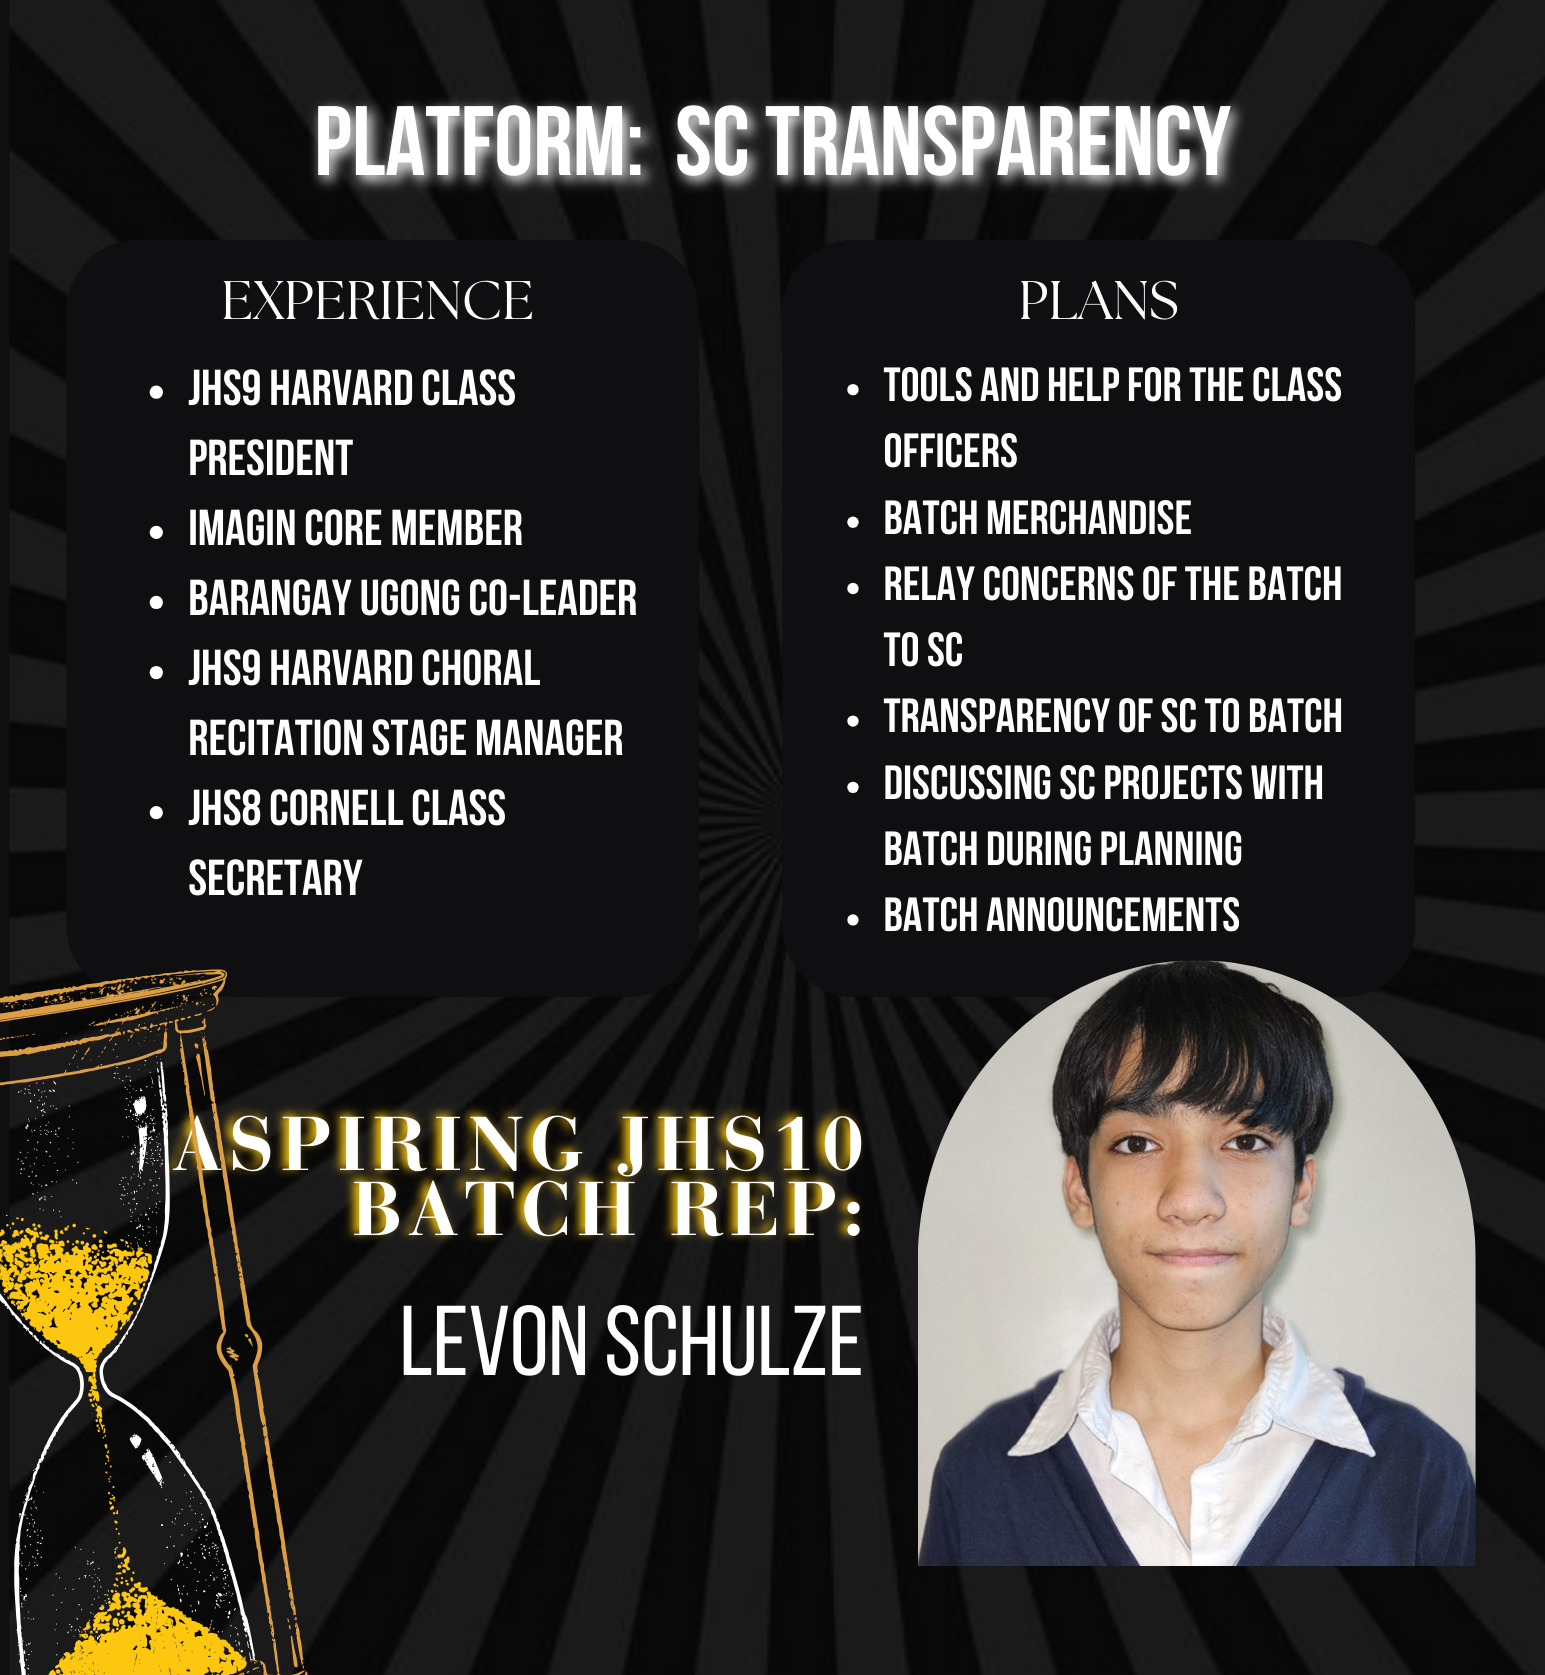 PLATFORM: SC TRANSPARENCY
EXPERIENCE
• JHS9 HARVARD CLASS
PRESIDENT
• IMAGIN CORE MEMBER
• BARANGAY UGONG CO-LEADER
• JHS9 HARVARD CHORAL
RECITATION STAGE MANAGER
• JHS8 CORNELL CLASS
SECRETARY
PLANS
• TOOLS AND HELP FOR THE CLASS
OFFICERS
• BATCH MERCHANDISE
• RELAY CONCERNS OF THE BATCH
TO SC
• TRANSPARENCY OF SC TO BATCH
• DISCUSSING SC PROJECTS WITH
BATCH DURING PLANNING
• BATCH ANNOUNCEMENTS
ASPIRING JHS10
BATCH REP:
LEVON SCHULZE